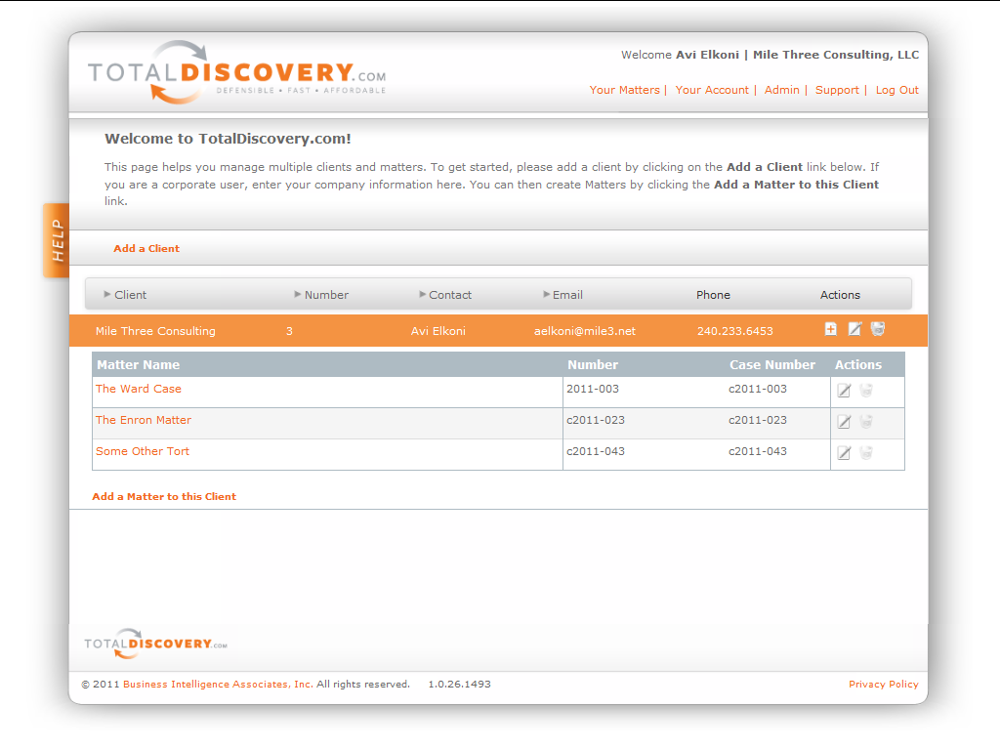 TOTALDISCOVERY.COM
DEFENSIBLE • FAST • AFFORDABLE
Welcome Avi Elkoni | Mile Three Consulting, LLC
Your Matters | Your Account | Admin | Support | Log Out
Welcome to TotalDiscovery.com!
This page helps you manage multiple clients and matters. To get started, please add a client by clicking on the Add a Client link below. If
you are a corporate user, enter your company information here. You can then create Matters by clicking the Add a Matter to this Client
link.
HELP
Add a Client
Client Number Contact Email Phone Actions
Mile Three Consulting 3 Avi Elkoni aelkoni@mile3.net 240.233.6453
Matter Name Number Case Number Actions
The Ward Case 2011-003 c2011-003
The Enron Matter c2011-023 c2011-023
Some Other Tort c2011-043 c2011-043
Add a Matter to this Client
TOTALDISCOVERY.COM
© 2011 Business Intelligence Associates, Inc. All rights reserved. 1.0.26.1493
Privacy Policy